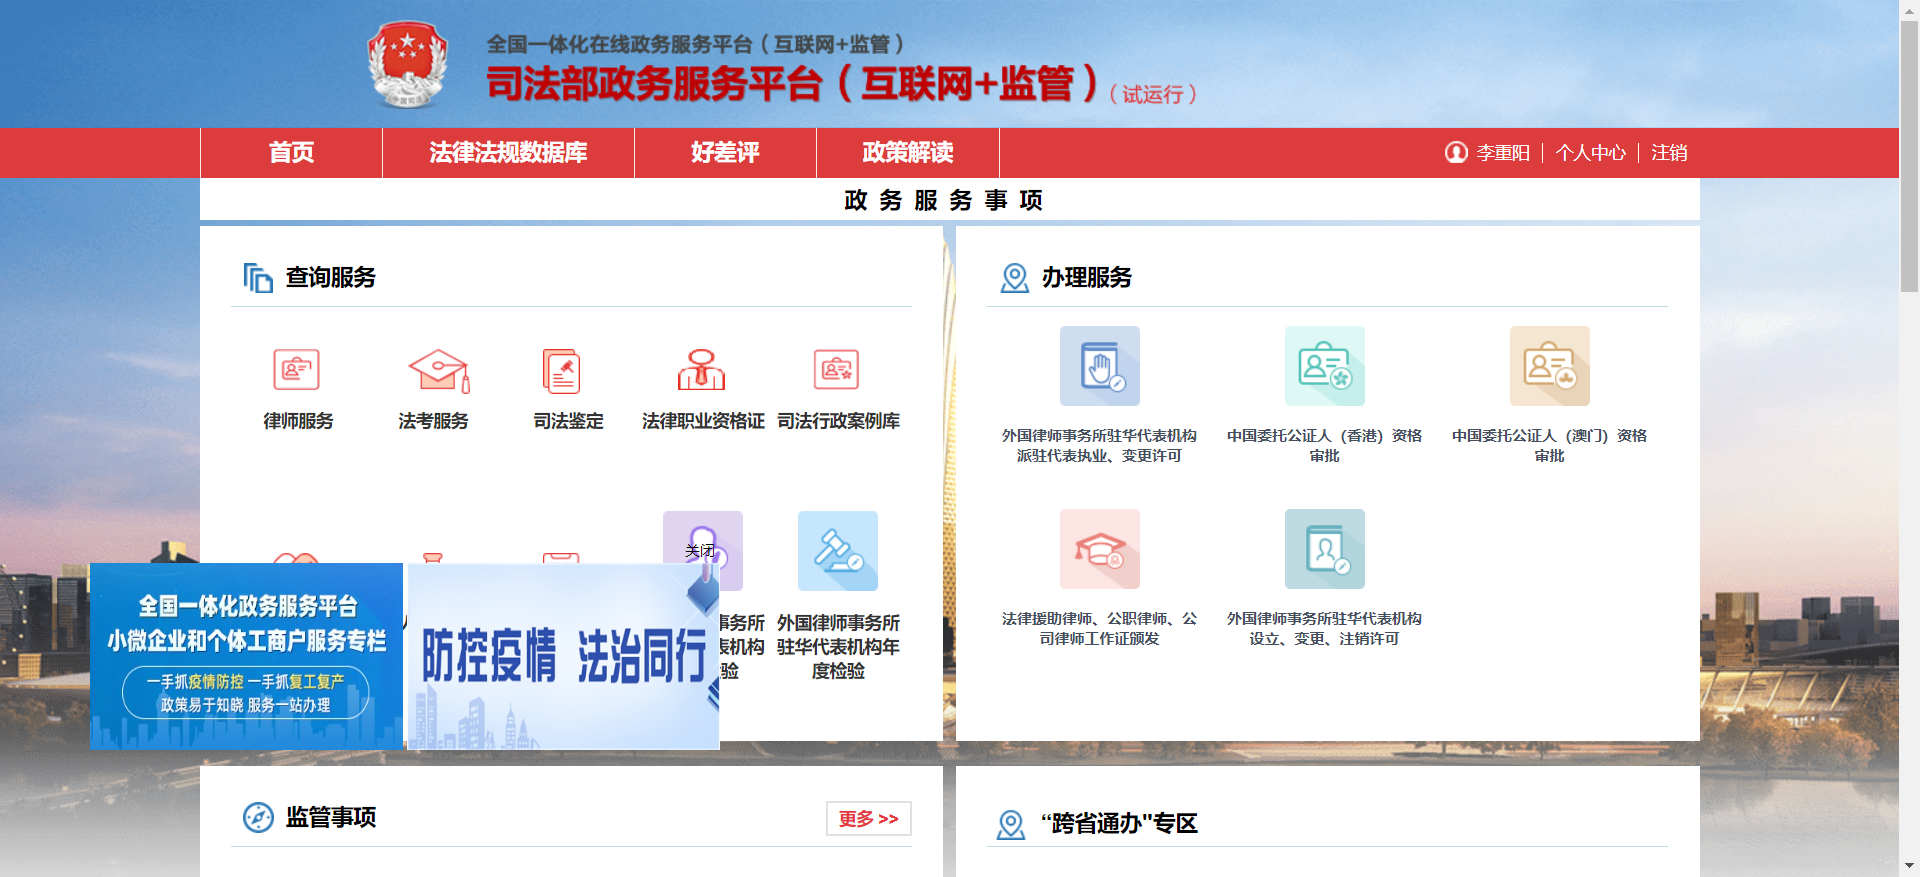 全国一体化在线政务服务平台（互联网+监管）
司法部政务服务平台（互联网+监管）（试运行）
首页
法律法规数据库
好差评
政策解读
李重阳
个人中心
注销
政务服务事项
查询服务
律师服务
法考服务
司法鉴定
法律职业资格证
司法行政案例库
关闭
事务所
外国律师事务所
表机构
驻华代表机构年
验
度检验
全国一体化政务服务平台
小微企业和个体工商户服务专栏
一手抓疫情防控 一手抓复工复产
政策易于知晓 服务一站办理
防控疫情 法治同行
办理服务
外国律师事务所驻华代表机构
派驻代表执业、变更许可
中国委托公证人（香港）资格
审批
中国委托公证人（澳门）资格
审批
法律援助律师、公职律师、公
司律师工作证颁发
外国律师事务所驻华代表机构
设立、变更、注销许可
监管事项
更多 >>
“跨省通办"专区